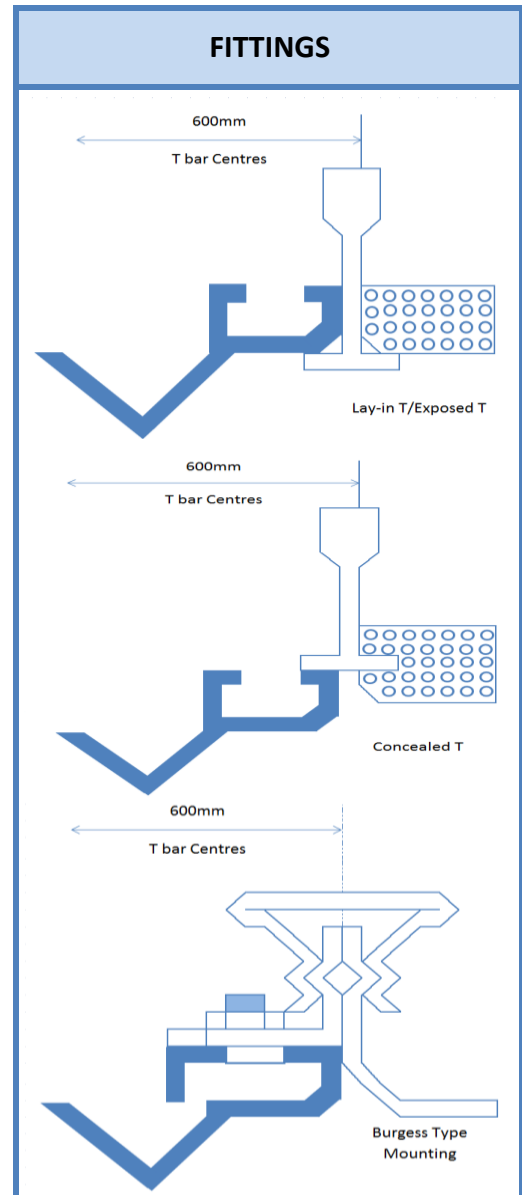 FITTINGS
600mm
T bar Centres
Lay-in T/Exposed T
600mm
T bar Centres
Concealed T
600mm
T bar Centres
Burgess Type
Mounting